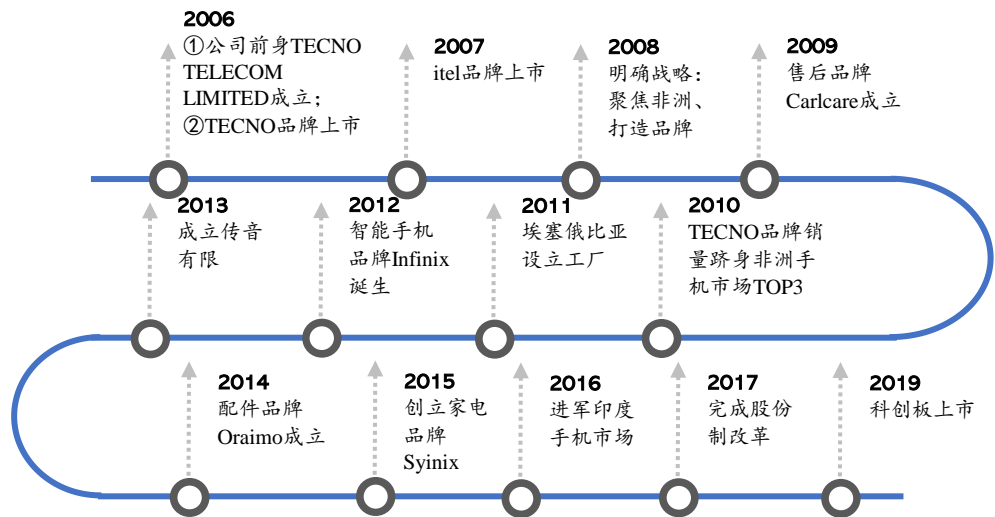 2006
①公司前身TECNO
TELECOM
LIMITED成立；
②TECNO品牌上市
2007
itel品牌上市
2008
明确战略：
聚焦非洲、
打造品牌
2009
售后品牌
Carlcare成立
2010
TECNO品牌销
量跻身非洲手
机市场TOP3
2011
埃塞俄比亚
设立工厂
2012
智能手机
品牌Infinix
诞生
2013
成立传音
有限
2014
配件品牌
Oraimo成立
2015
创立家电
品牌
Syinix
2016
进军印度
手机市场
2017
完成股份
制改革
2019
科创板上市